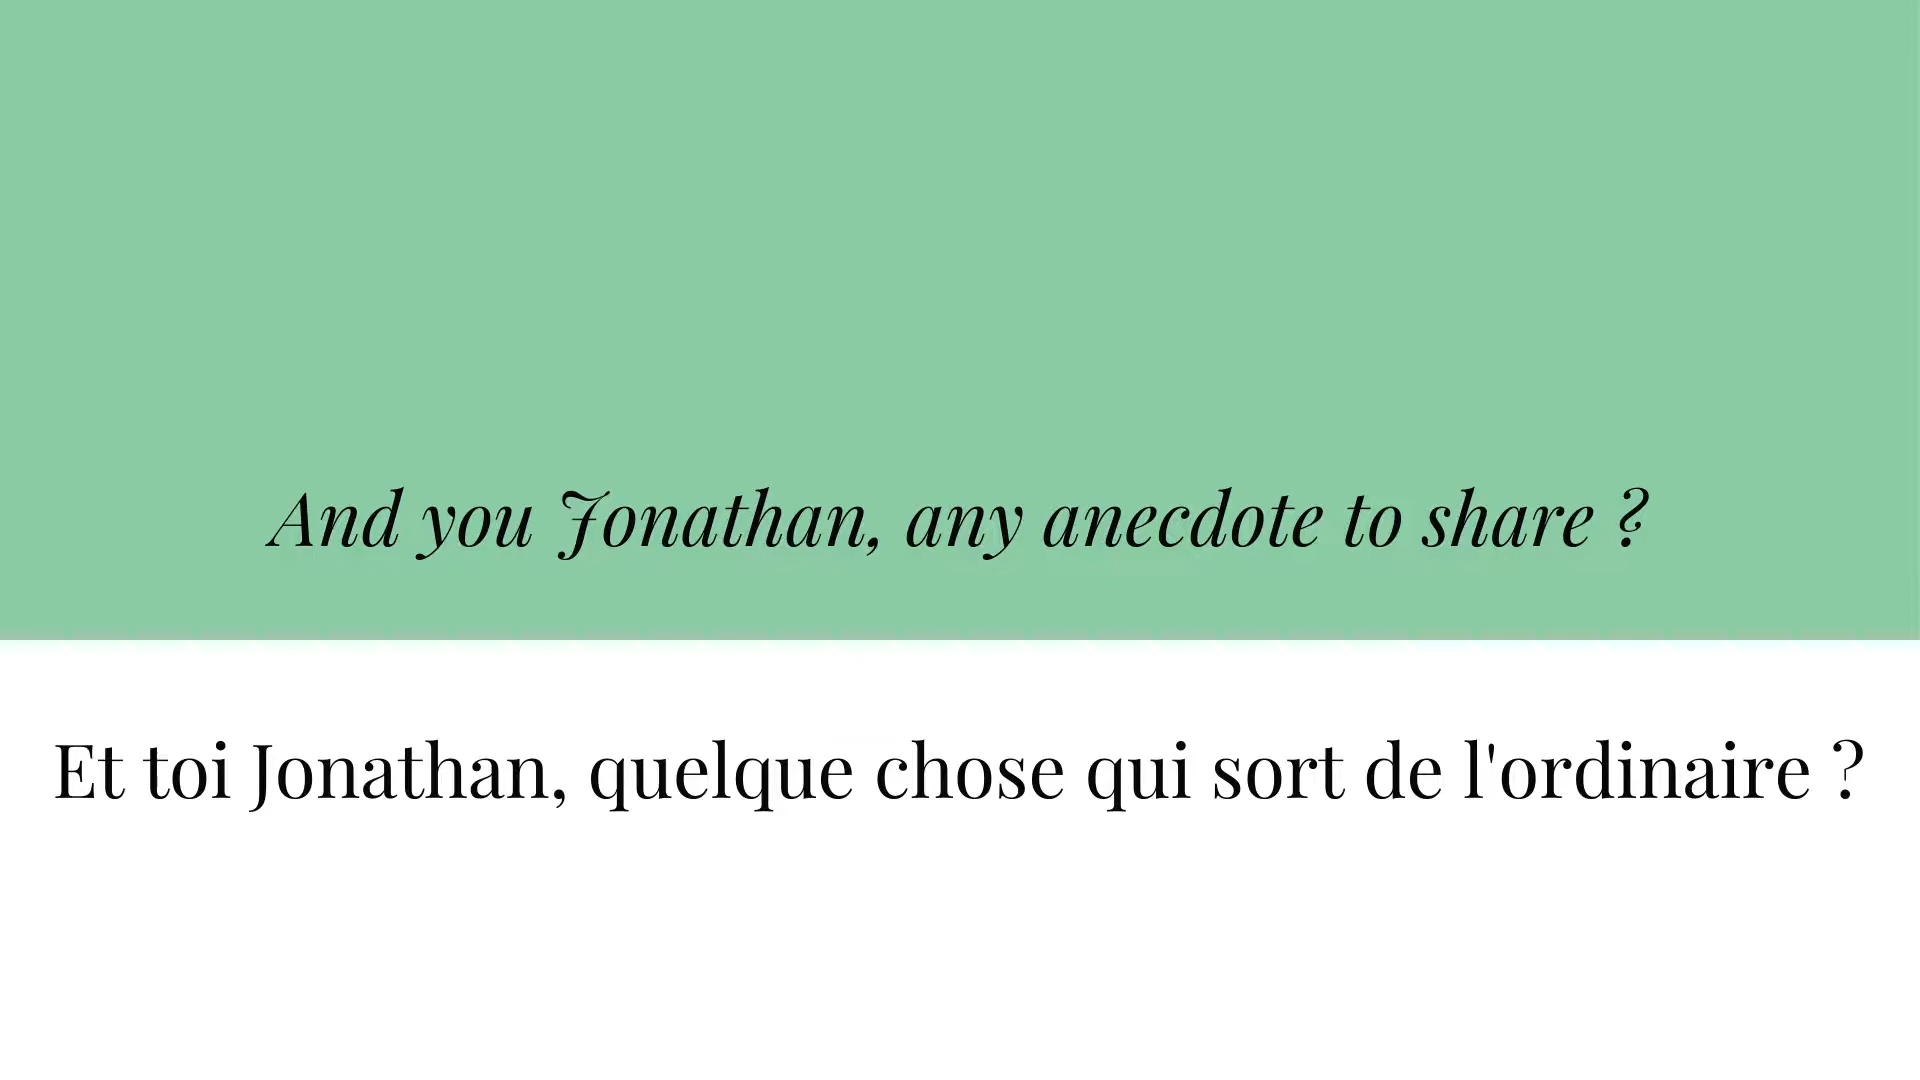 And you Jonathan, any anecdote to share ?
Et toi Jonathan, quelque chose qui sort de l'ordinaire ?